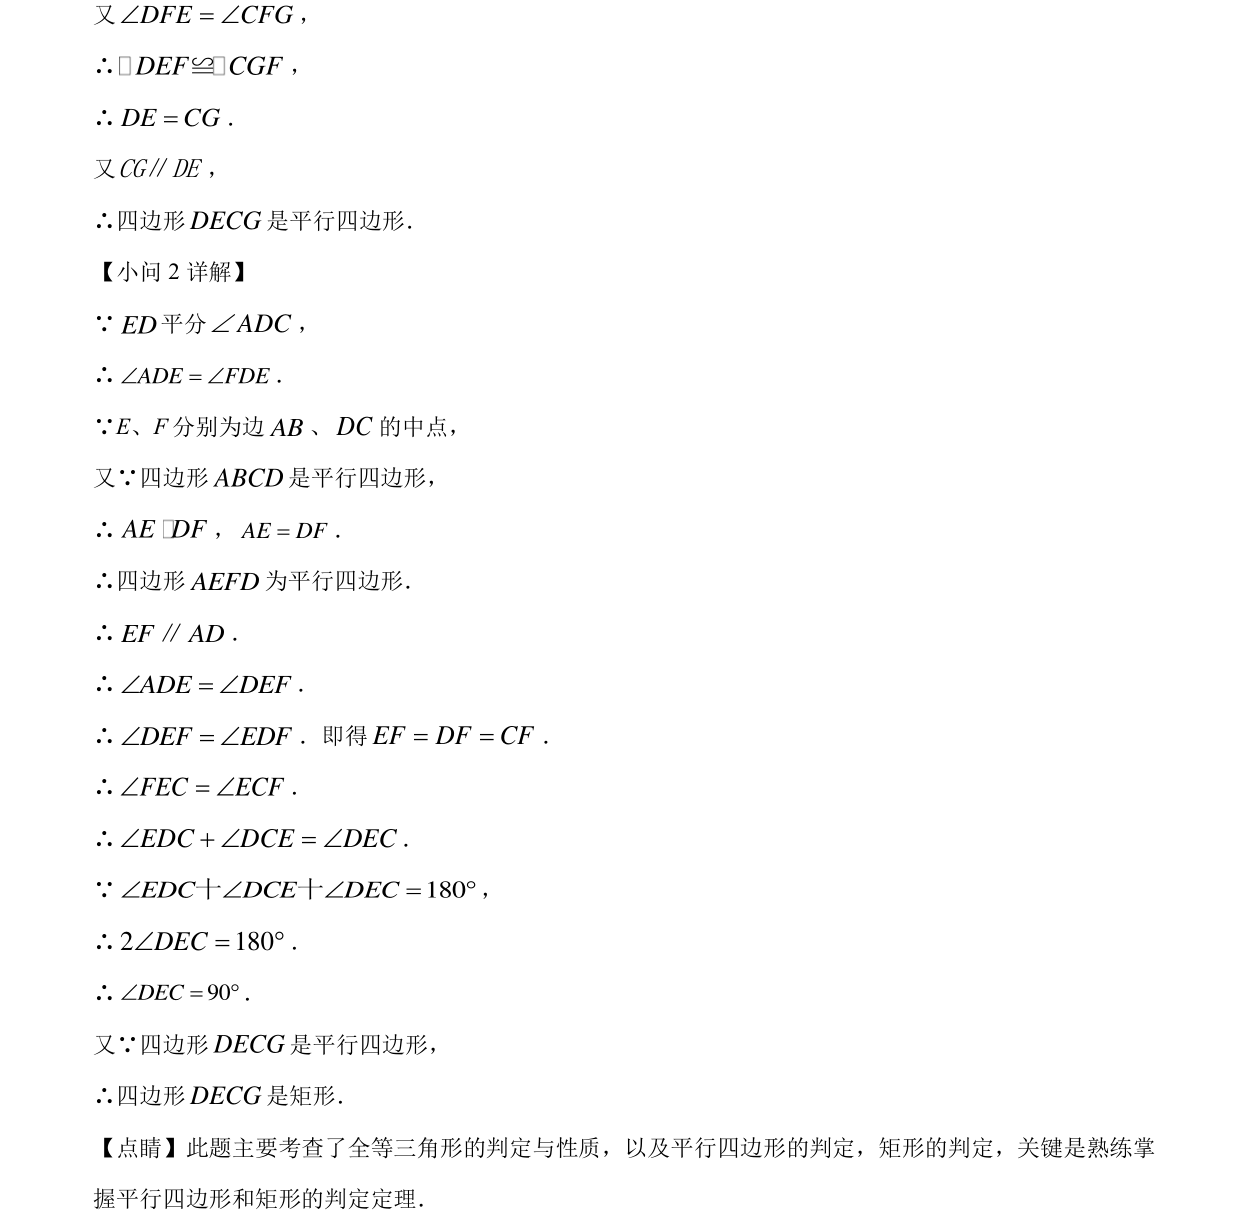 又∠DFE = ∠CFG，
∴□DEF≌□CGF，
∴DE = CG．
又CG∥DE，
∴四边形DECG是平行四边形．
【小问 2 详解】
∵ED平分∠ADC，
∴∠ADE = ∠FDE．
∵E、F分别为边AB、DC的中点，
又∵四边形ABCD是平行四边形，
∴AE□DF，AE = DF．
∴四边形AEFD为平行四边形．
∴EF∥AD．
∴∠ADE = ∠DEF．
∴∠DEF = ∠EDF．即得EF = DF = CF．
∴∠FEC = ∠ECF．
∴∠EDC + ∠DCE = ∠DEC．
∵∠EDC十∠DCE十∠DEC = 180°，
∴2∠DEC = 180°．
∴∠DEC = 90°．
又∵四边形DECG是平行四边形，
∴四边形DECG是矩形．
【点睛】此题主要考查了全等三角形的判定与性质，以及平行四边形的判定，矩形的判定，关键是熟练掌
握平行四边形和矩形的判定定理．